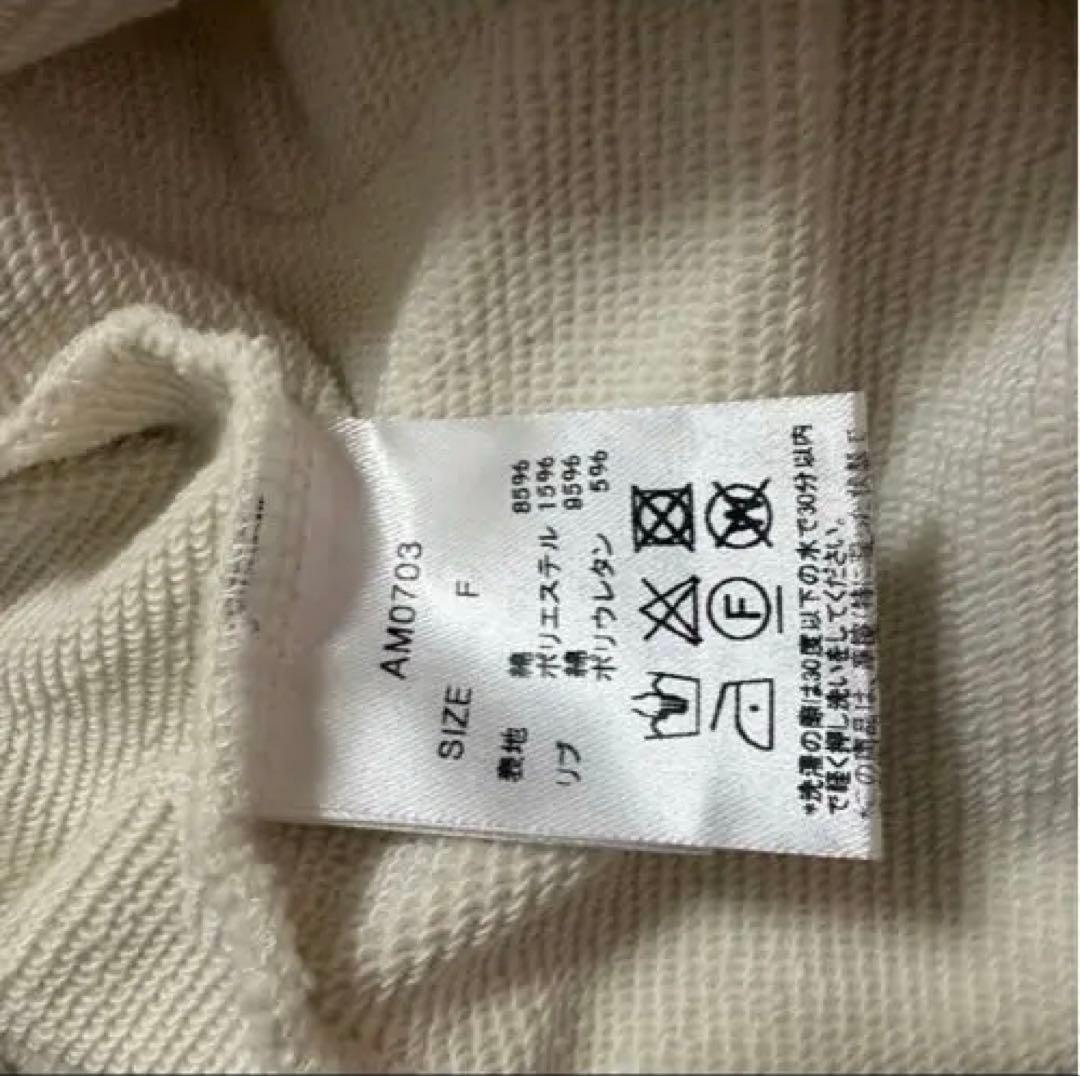 AM0703
SIZE F
表地 綿 85%
ポリエステル 15%
リブ 綿 95%
ポリウレタン 5%
W
F
*洗濯の際は30度以下の水で30分以内
で軽く押し洗いをしてください。